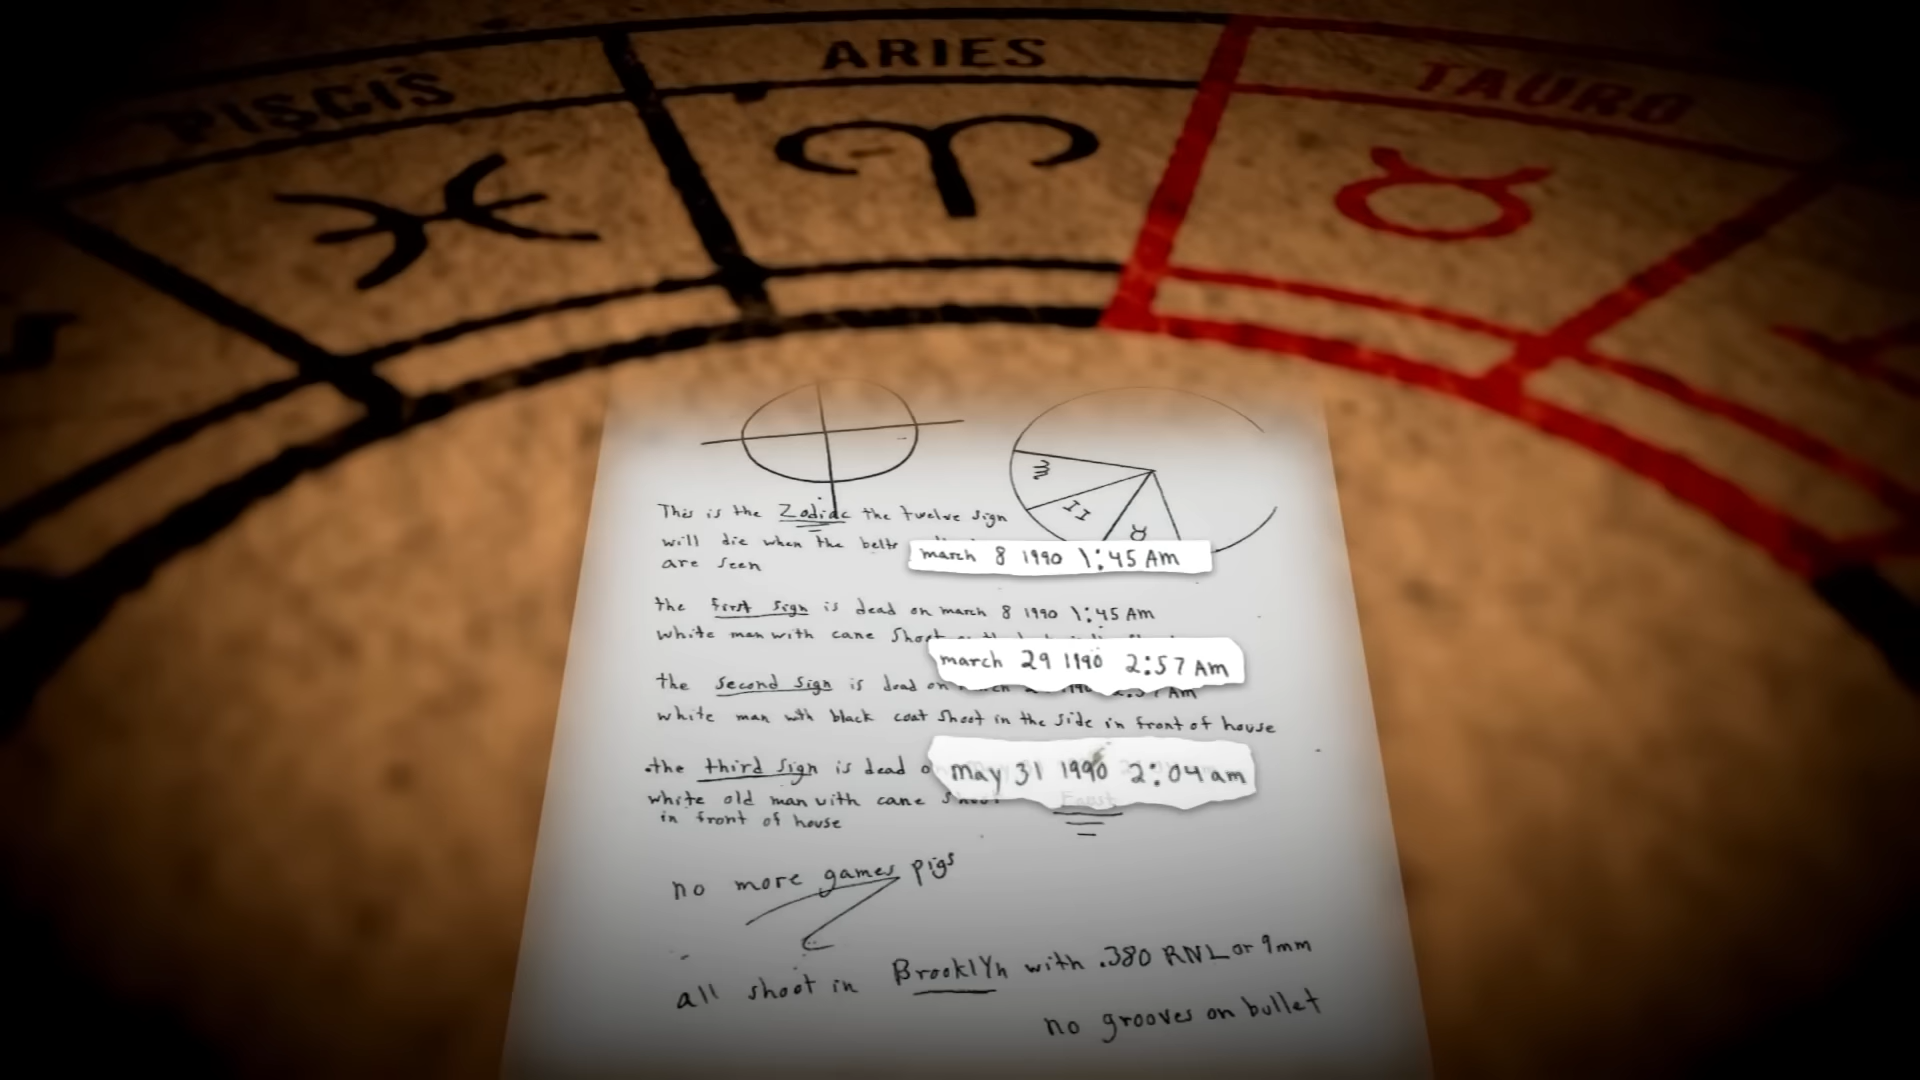 PISCIS
ARIES
TAURO
This is the Zodiac the twelve sign
will die when the belts
are seen
march 8 1990 1:45 Am
the first sign is dead on march 8 1990 1:45 Am
white man with cane shoot
march 29 1990 2:57 Am
the second sign is dead on
white man with black coat shoot in the side in front of house
the third sign is dead
may 31 1990 2:04 am
white old man with cane shoot
Faust
in front of house
no more games pigs
all shoot in Brooklyn with .380 RNL or 9mm
no grooves on bullet